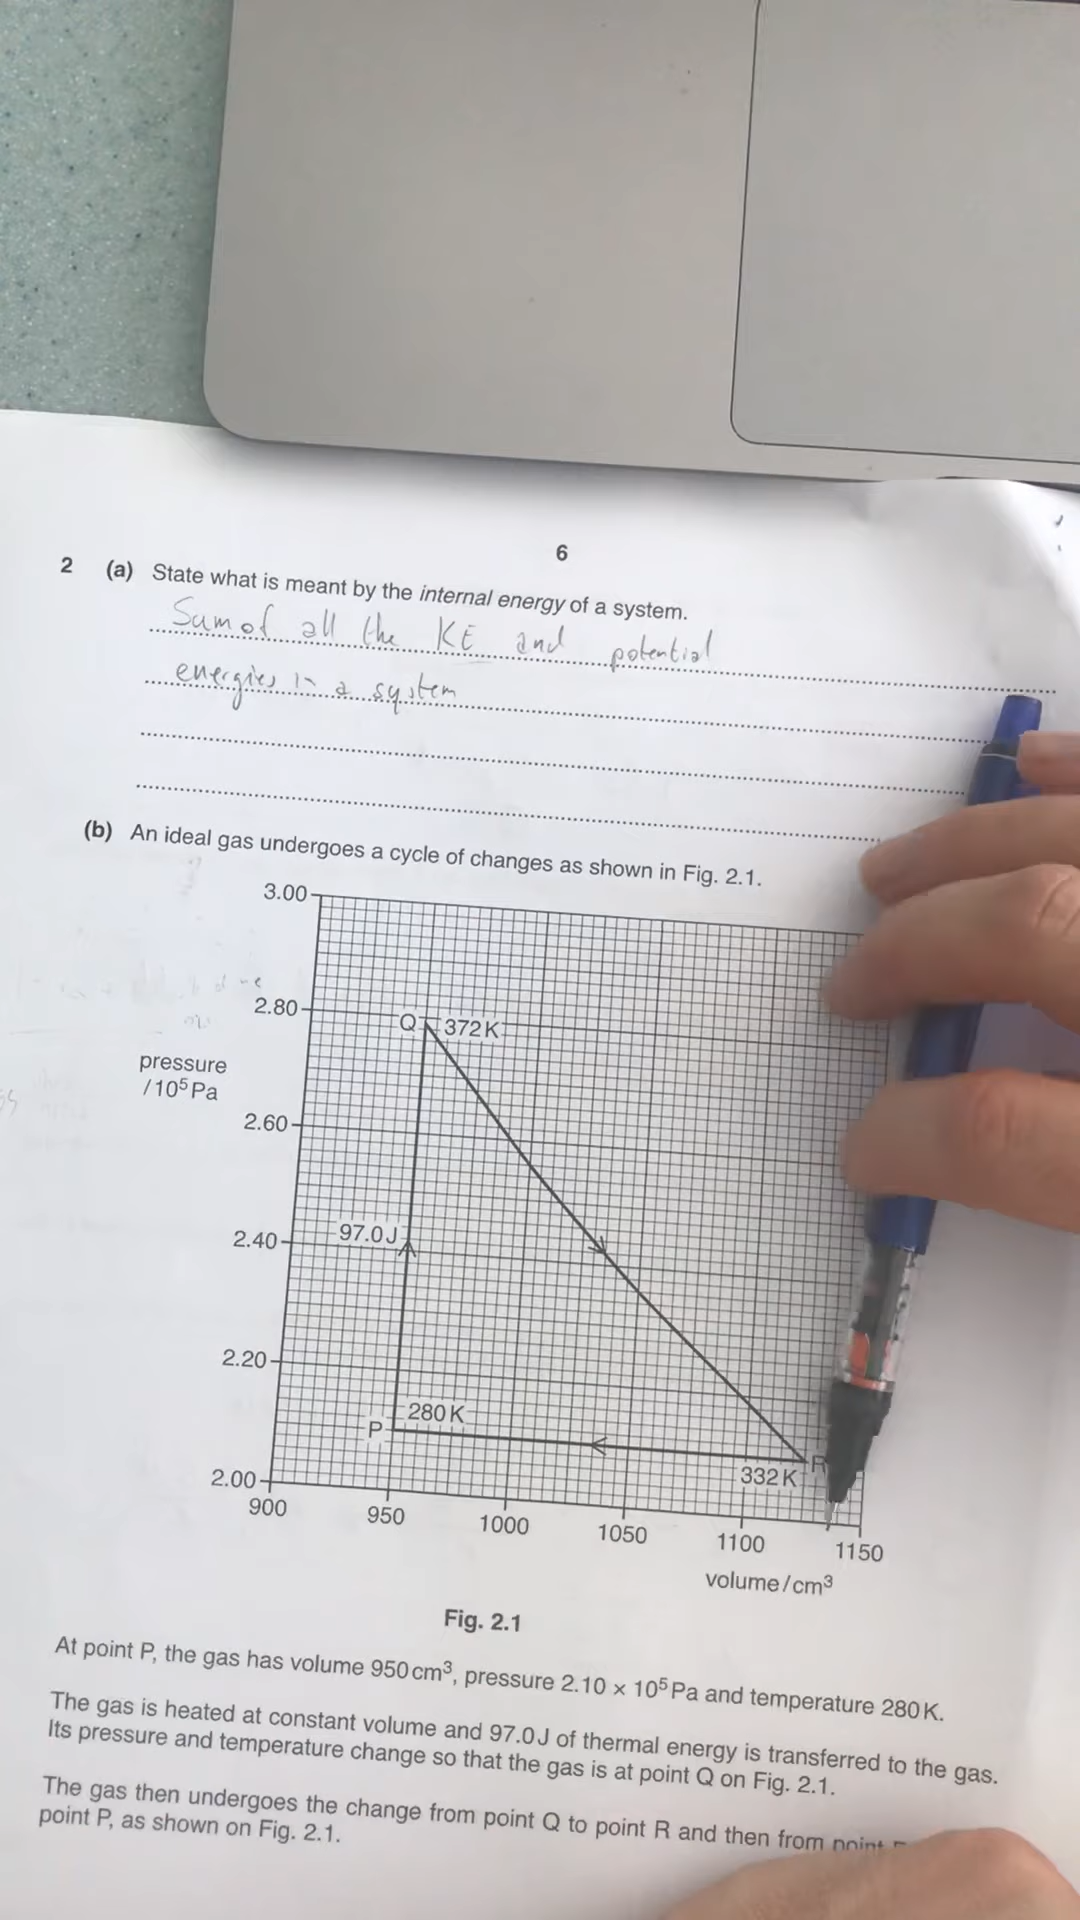 6
2 (a) State what is meant by the internal energy of a system.
Sum of all the KE and potential
energies in a system
(b) An ideal gas undergoes a cycle of changes as shown in Fig. 2.1.
3.00
2.80
Q 372 K
pressure
/10⁵ Pa
2.60
2.40
97.0 J
2.20
280 K
P
R
332 K
2.00
900 950 1000 1050 1100 1150
volume/cm³
Fig. 2.1
At point P, the gas has volume 950 cm³, pressure 2.10 × 10⁵ Pa and temperature 280 K.
The gas is heated at constant volume and 97.0 J of thermal energy is transferred to the gas.
Its pressure and temperature change so that the gas is at point Q on Fig. 2.1.
The gas then undergoes the change from point Q to point R and then from point
point P, as shown on Fig. 2.1.